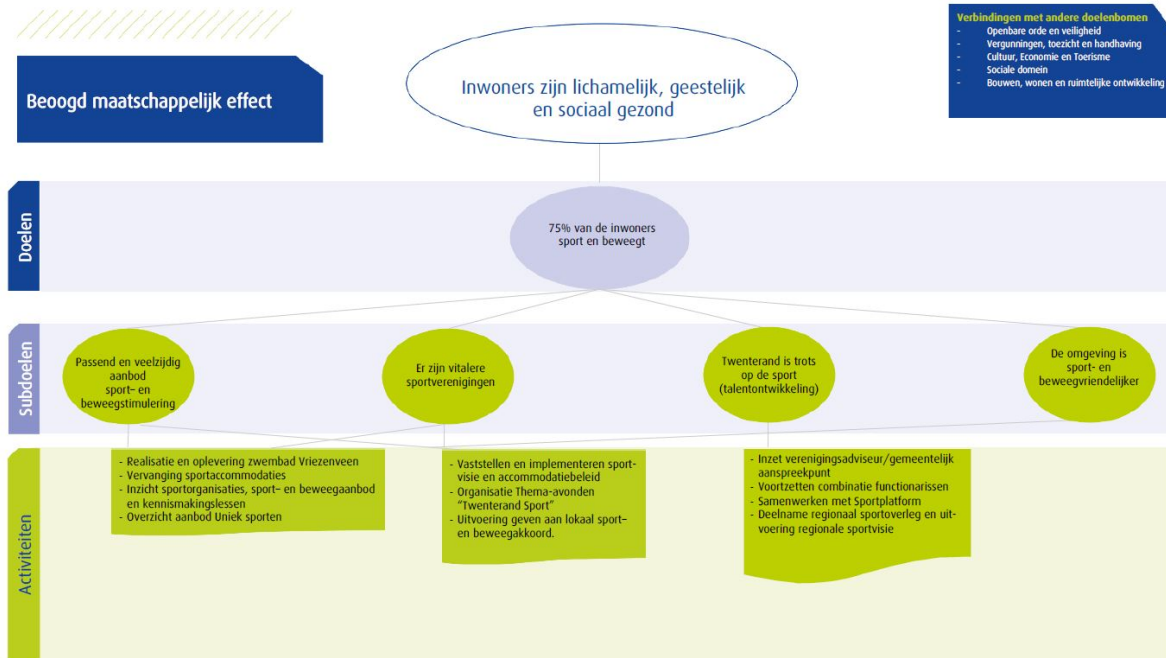 Beoogd maatschappelijk effect
Inwoners zijn lichamelijk, geestelijk
en sociaal gezond
Verbindingen met andere doelenbomen
- Openbare orde en veiligheid
- Vergunningen, toezicht en handhaving
- Cultuur, Economie en Toerisme
- Sociale domein
- Bouwen, wonen en ruimtelijke ontwikkeling
Doelen
75% van de inwoners
sport en beweegt
Subdoelen
Passend en veelzijdig
aanbod
sport– en
beweegstimulering
Er zijn vitalere
sportverenigingen
Twenterand is trots
op de sport
(talentontwikkeling)
De omgeving is
sport- en
beweegvriendelijker
Activiteiten
- Realisatie en oplevering zwembad Vriezenveen
- Vervanging sportaccommodaties
- Inzicht sportorganisaties, sport– en beweegaanbod
en kennismakingslessen
- Overzicht aanbod Uniek sporten
- Vaststellen en implementeren sport-
visie en accommodatiebeleid
- Organisatie Thema-avonden
"Twenterand Sport"
- Uitvoering geven aan lokaal sport–
en beweegakkoord.
- Inzet verenigingsadviseur/gemeentelijk
aanspreekpunt
- Voortzetten combinatie functionarissen
- Samenwerken met Sportplatform
- Deelname regionaal sportoverleg en uit-
voering regionale sportvisie